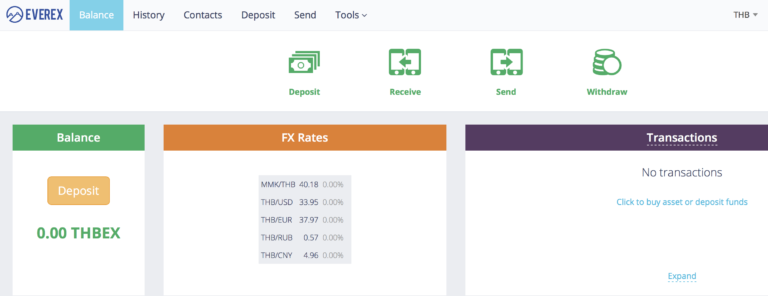 EVEREX Balance History Contacts Deposit Send Tools THB
Deposit Receive Send Withdraw
Balance
Deposit
0.00 THBEX
FX Rates
MMK/THB 40.18 0.00%
THB/USD 33.95 0.00%
THB/EUR 37.97 0.00%
THB/RUB 0.57 0.00%
THB/CNY 4.96 0.00%
Transactions
No transactions
Click to buy asset or deposit funds
Expand